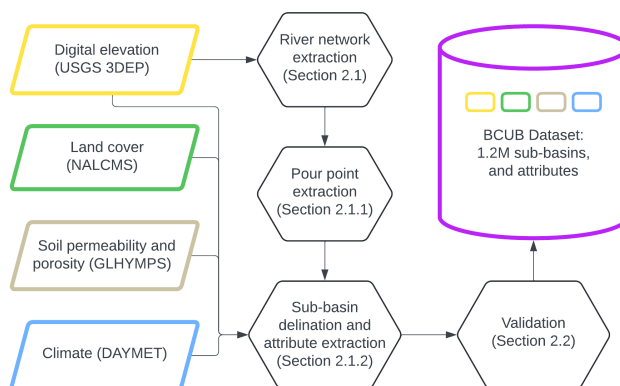 Digital elevation
(USGS 3DEP)
River network
extraction
(Section 2.1)
Land cover
(NALCMS)
Pour point
extraction
(Section 2.1.1)
Soil permeability and
porosity (GLHYMPS)
Climate (DAYMET)
Sub-basin
delination and
attribute extraction
(Section 2.1.2)
Validation
(Section 2.2)
BCUB Dataset:
1.2M sub-basins,
and attributes